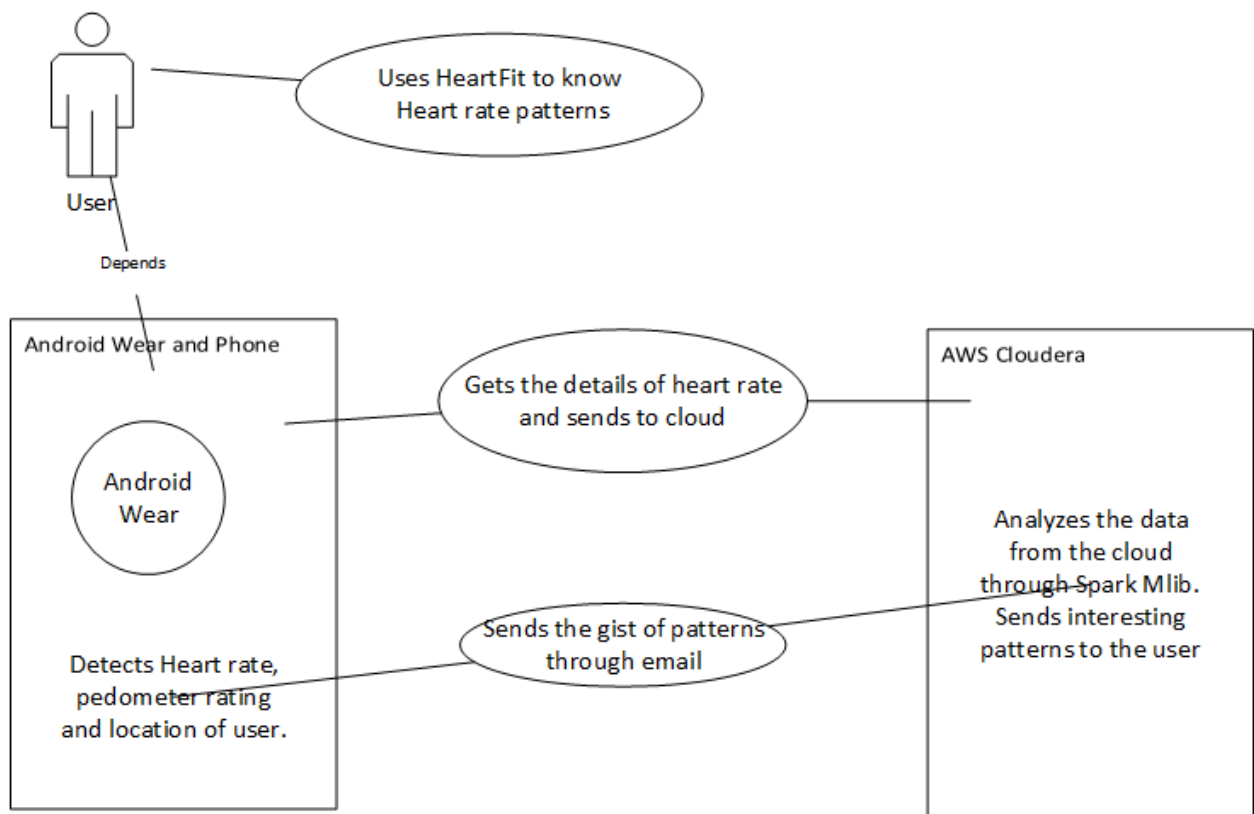 Uses HeartFit to know
Heart rate patterns
User
Depends
Android Wear and Phone
Gets the details of heart rate
and sends to cloud
AWS Cloudera
Android
Wear
Analyzes the data
from the cloud
through Spark Mlib.
Sends interesting
patterns to the user
Sends the gist of patterns
through email
Detects Heart rate,
pedometer rating
and location of user.